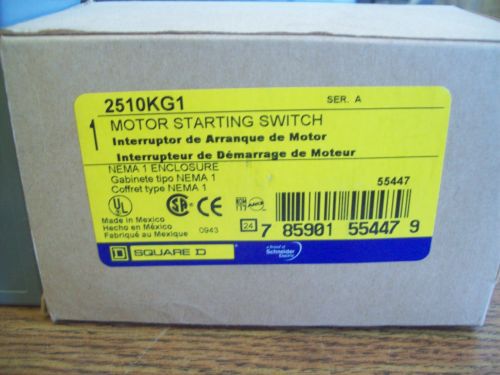 2510KG1
SER. A
1 MOTOR STARTING SWITCH
Interruptor de Arranque de Motor
Interrupteur de Démarrage de Moteur
NEMA 1 ENCLOSURE
Gabinete tipo NEMA 1
Coffret type NEMA 1
55447
UL
CE
Made in Mexico
Hecho en México
Fabriqué au Mexique
0943
24
7 85901 55447 9
D SQUARE D
a brand of
Schneider
Electric